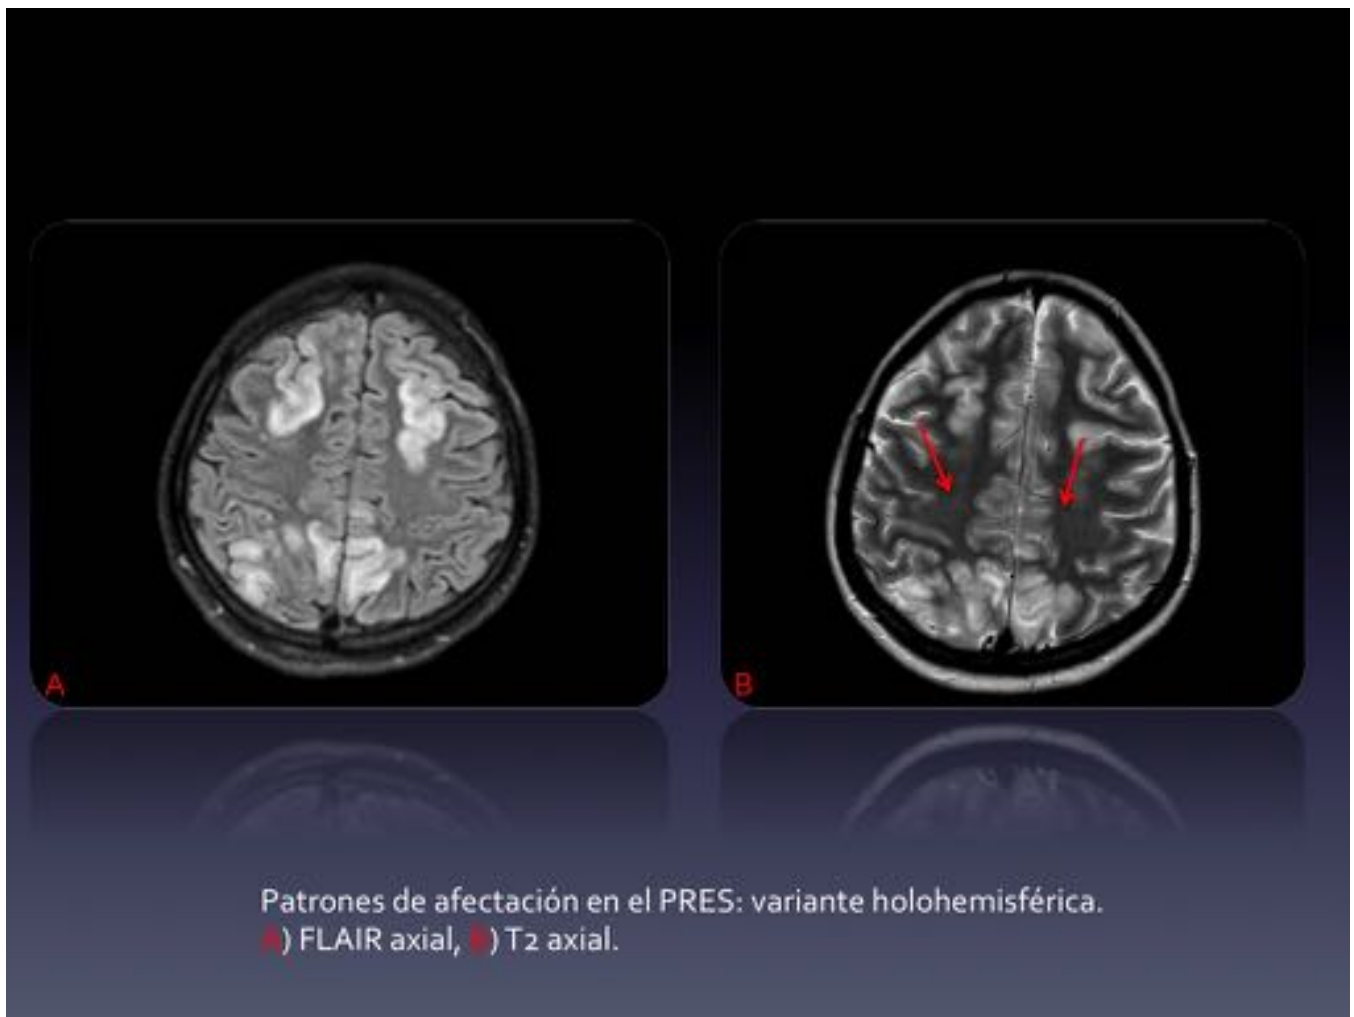 A
B
Patrones de afectación en el PRES: variante holohemisférica.
A) FLAIR axial, B) T2 axial.